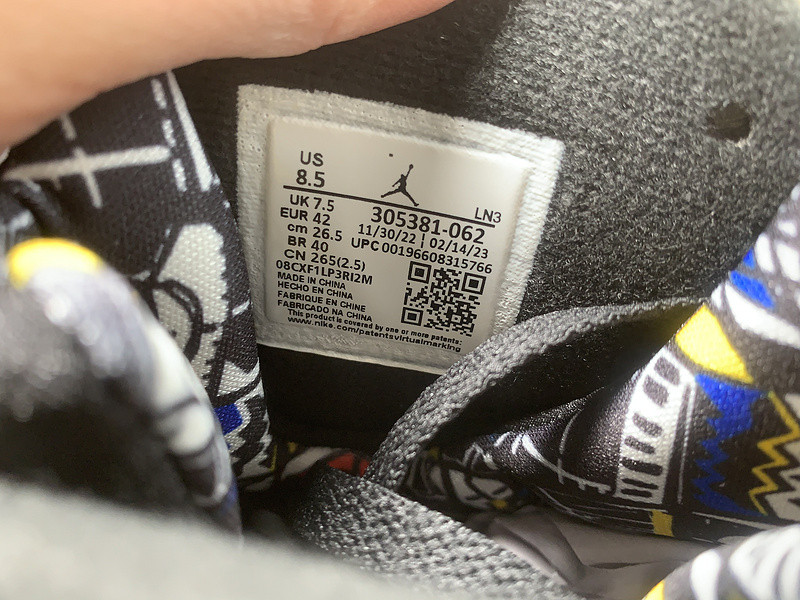 US
8.5
LN3
UK 7.5
305381-062
EUR 42
11/30/22 | 02/14/23
cm 26.5
UPC 00196608315766
BR 40
CN 265(2.5)
08CXF1LP3RI2M
MADE IN CHINA
HECHO EN CHINA
FABRIQUE EN CHINE
FABRICADO NA CHINA
This product is covered by one or more patents:
www.nike.com/patentsvirtualmarking